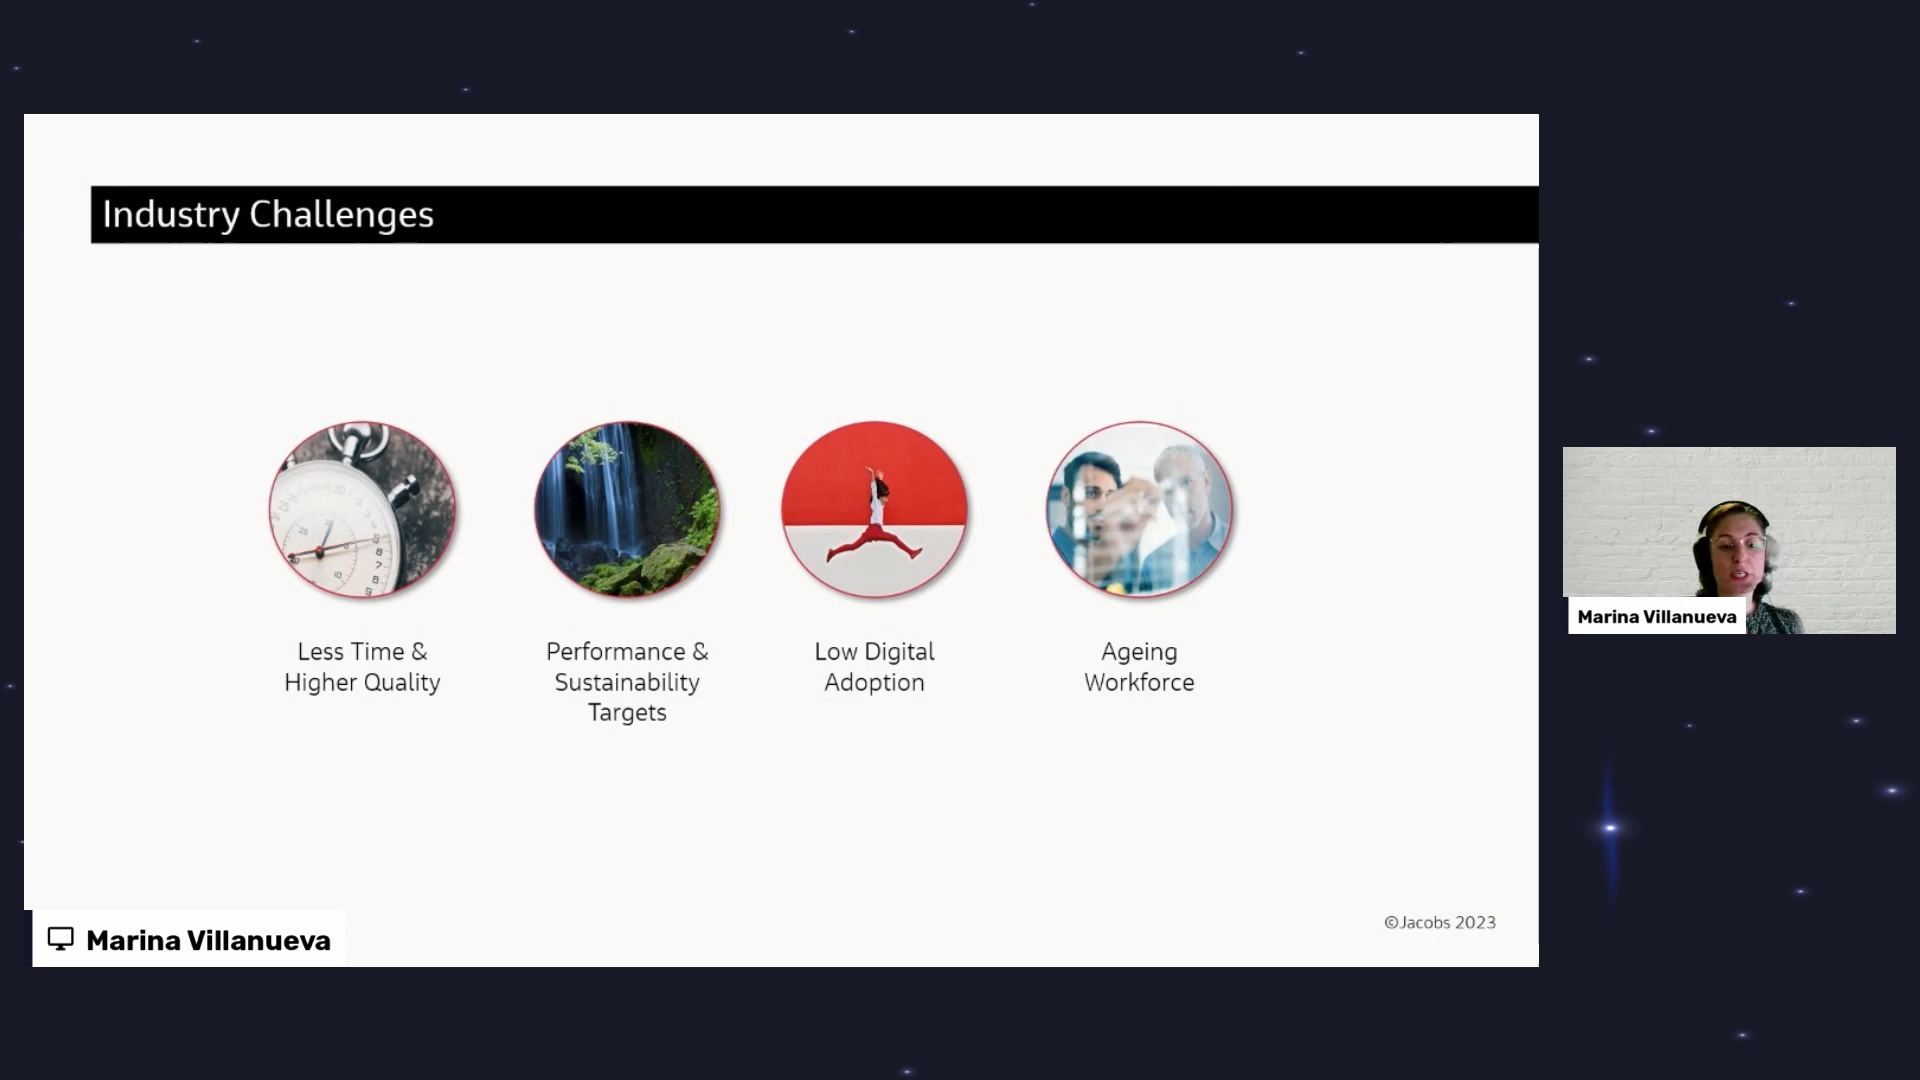 Industry Challenges
Less Time &
Higher Quality
Performance &
Sustainability
Targets
Low Digital
Adoption
Ageing
Workforce
©Jacobs 2023
Marina Villanueva
Marina Villanueva